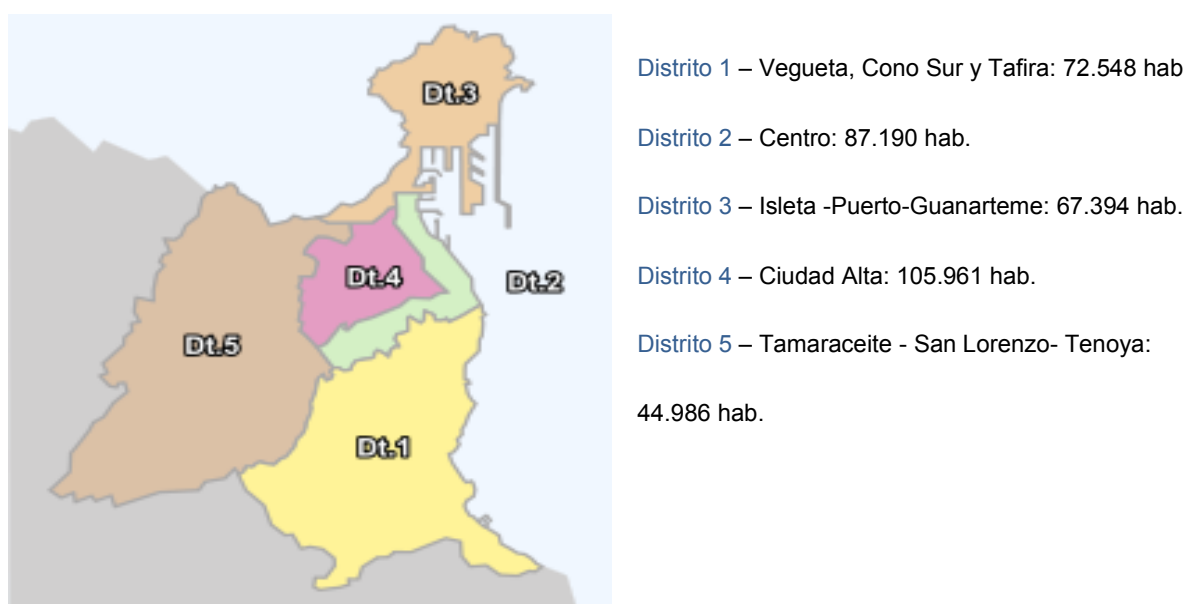 Dt.3
Dt.4
Dt.2
Dt.5
Dt.1
Distrito 1 – Vegueta, Cono Sur y Tafira: 72.548 hab
Distrito 2 – Centro: 87.190 hab.
Distrito 3 – Isleta -Puerto-Guanarteme: 67.394 hab.
Distrito 4 – Ciudad Alta: 105.961 hab.
Distrito 5 – Tamaraceite - San Lorenzo- Tenoya:
44.986 hab.